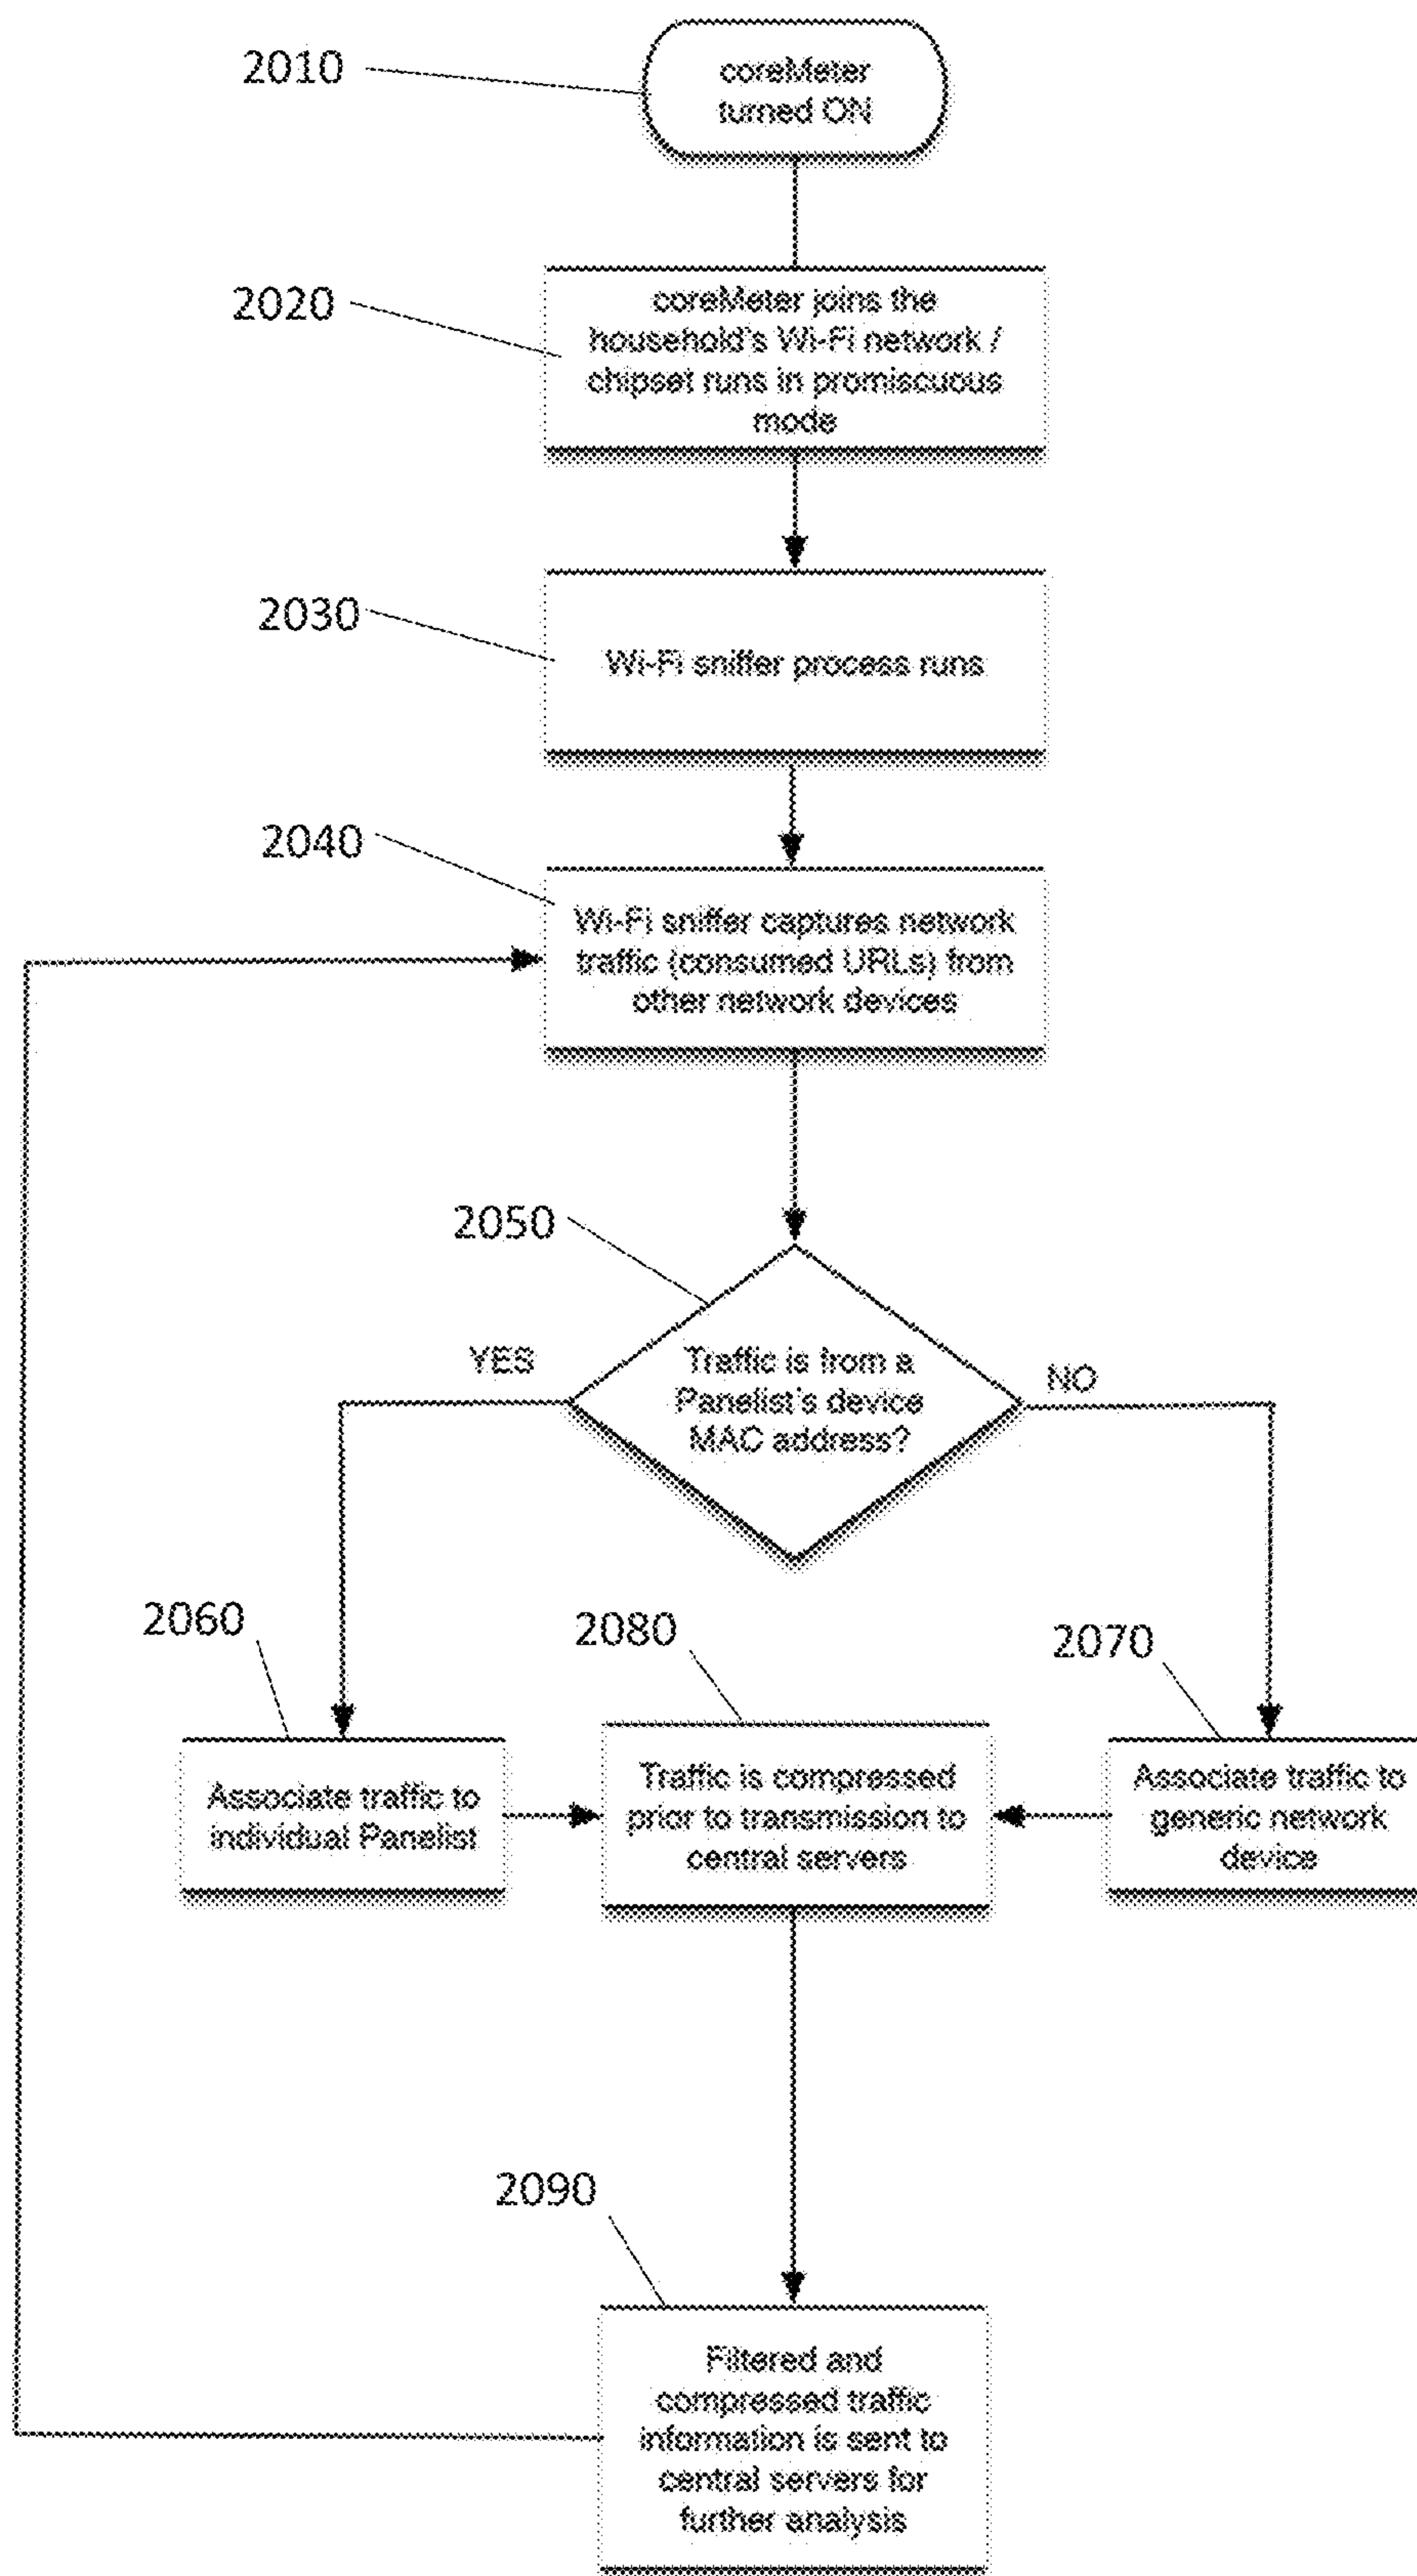 2010
coreMeter
turned ON
2020
coreMeter joins the
household's Wi-Fi network /
chipset runs in promiscuous
mode
2030
Wi-Fi sniffer process runs
2040
Wi-Fi sniffer captures network
traffic (consumed URLs) from
other network devices
2050
YES
Traffic is from a
Panelist's device
MAC address?
NO
2060
Associate traffic to
individual Panelist
2080
Traffic is compressed
prior to transmission to
central servers
2070
Associate traffic to
generic network
device
2090
Filtered and
compressed traffic
information is sent to
central servers for
further analysis